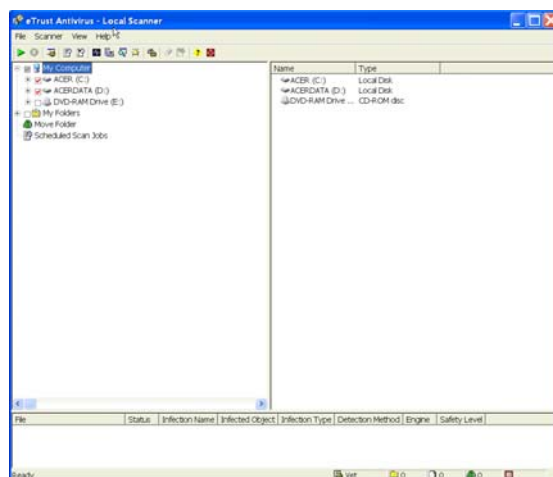 eTrust Antivirus - Local Scanner
File Scanner View Help
My Computer
ACER (C:)
ACERDATA (D:)
DVD-RAM Drive (E:)
My Folders
Move Folder
Scheduled Scan Jobs
Name Type
ACER (C:) Local Disk
ACERDATA (D:) Local Disk
DVD-RAM Drive ... CD-ROM disc
File Status Infection Name Infected Object Infection Type Detection Method Engine Safety Level
Ready Vet 0 0 0